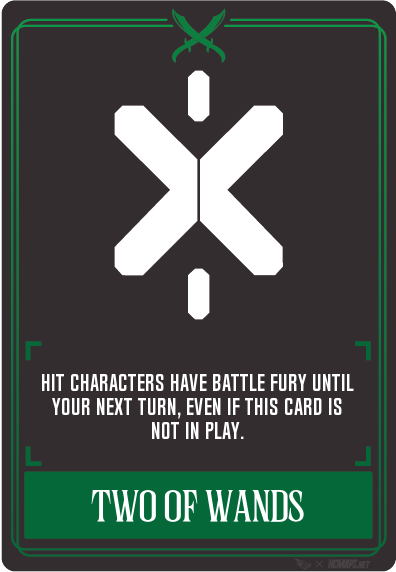 HIT CHARACTERS HAVE BATTLE FURY UNTIL
YOUR NEXT TURN, EVEN IF THIS CARD IS
NOT IN PLAY.
TWO OF WANDS